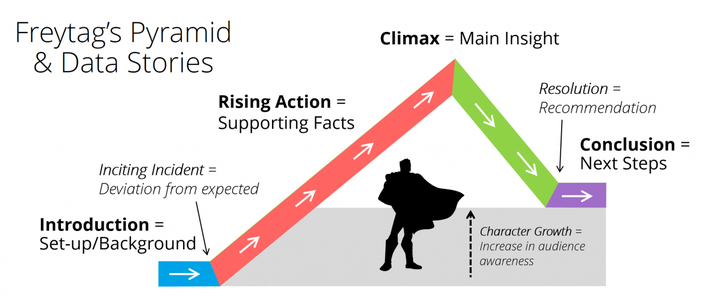 Freytag's Pyramid
& Data Stories
Climax = Main Insight
Rising Action =
Supporting Facts
Inciting Incident =
Deviation from expected
Introduction =
Set-up/Background
Resolution =
Recommendation
Conclusion =
Next Steps
Character Growth =
Increase in audience
awareness